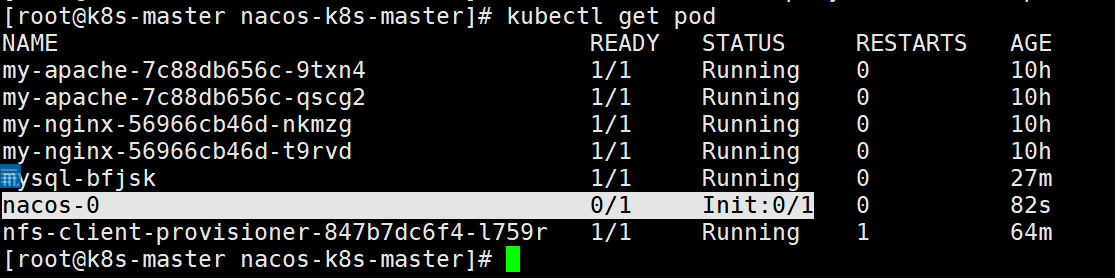 [root@k8s-master nacos-k8s-master]# kubectl get pod
NAME READY STATUS RESTARTS AGE
my-apache-7c88db656c-9txn4 1/1 Running 0 10h
my-apache-7c88db656c-qscg2 1/1 Running 0 10h
my-nginx-56966cb46d-nkmzg 1/1 Running 0 10h
my-nginx-56966cb46d-t9rvd 1/1 Running 0 10h
mysql-bfjsk 1/1 Running 0 27m
nacos-0 0/1 Init:0/1 0 82s
nfs-client-provisioner-847b7dc6f4-l759r 1/1 Running 1 64m
[root@k8s-master nacos-k8s-master]#